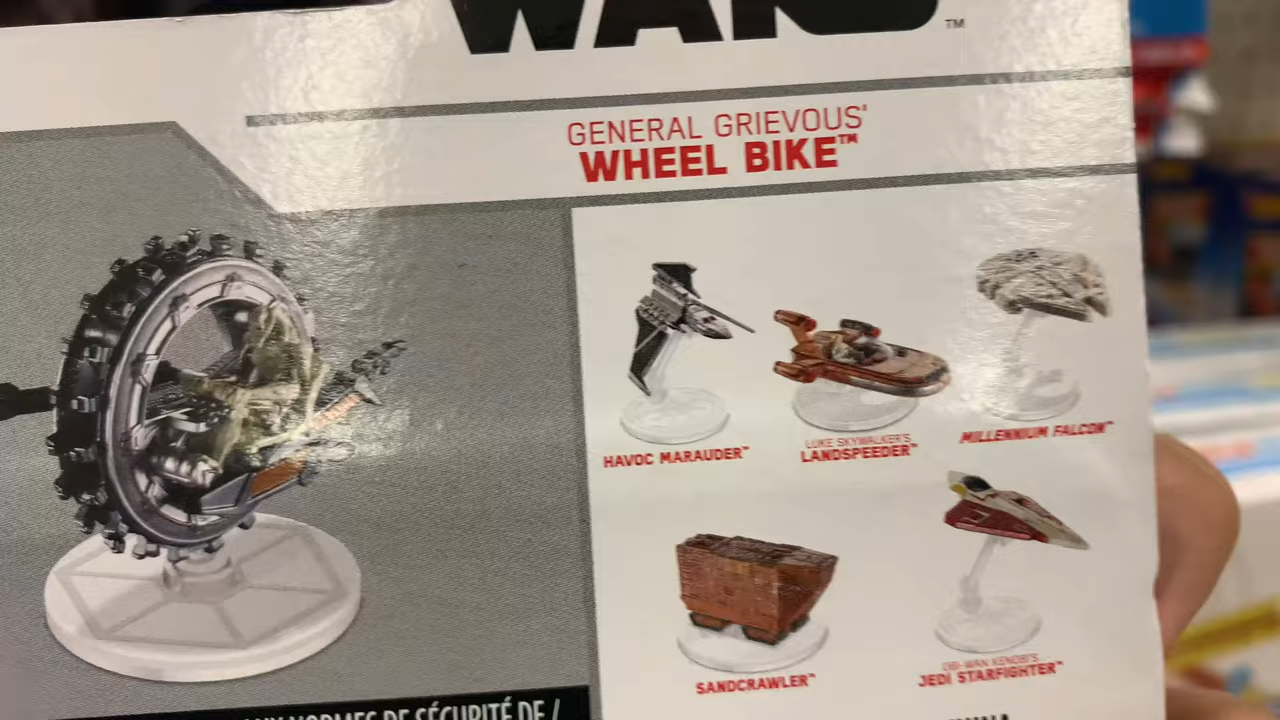 WARS™
GENERAL GRIEVOUS'
WHEEL BIKE™
HAVOC MARAUDER™
LUKE SKYWALKER'S
LANDSPEEDER™
MILLENNIUM FALCON™
SANDCRAWLER™
OBI-WAN KENOBI'S
JEDI STARFIGHTER™
NORMES DE SÉCURITÉ DE /